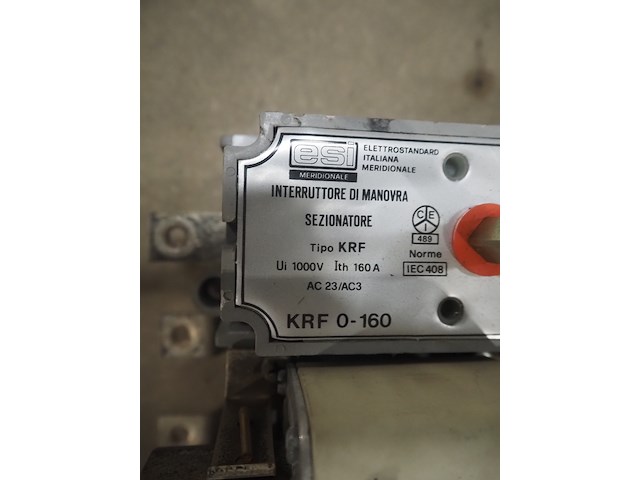 esi
MERIDIONALE
ELETTROSTANDARD
ITALIANA
MERIDIONALE
INTERRUTTORE DI MANOVRA
SEZIONATORE
Tipo KRF
Ui 1000V Ith 160 A
AC 23/AC3
KRF 0-160
CEI
489
Norme
IEC 408